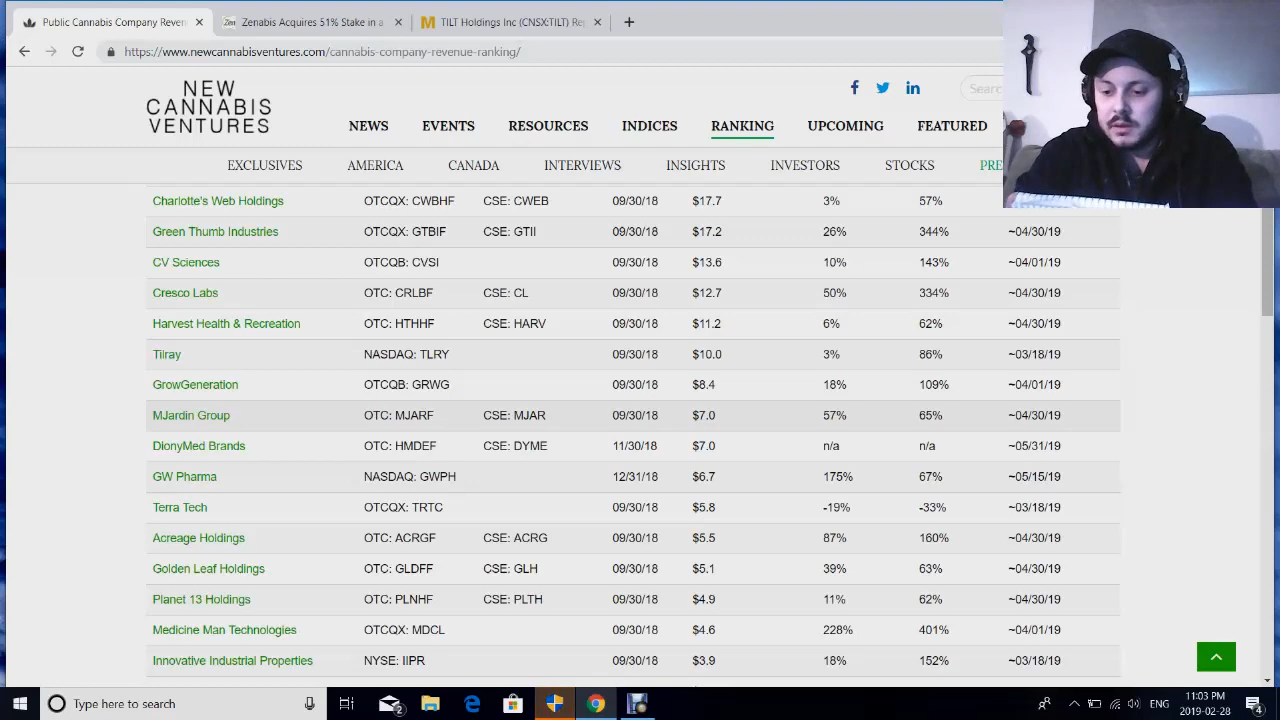 Public Cannabis Company Reven
Zenabis Acquires 51% Stake in a
TILT Holdings Inc (CNSX:TILT) Re
https://www.newcannabisventures.com/cannabis-company-revenue-ranking/
NEW
CANNABIS
VENTURES
Searc
NEWS EVENTS RESOURCES INDICES RANKING UPCOMING FEATURED
EXCLUSIVES AMERICA CANADA INTERVIEWS INSIGHTS INVESTORS STOCKS PRE
Charlotte's Web Holdings OTCQX: CWBHF CSE: CWEB 09/30/18 $17.7 3% 57%
Green Thumb Industries OTCQX: GTBIF CSE: GTII 09/30/18 $17.2 26% 344% ~04/30/19
CV Sciences OTCQB: CVSI 09/30/18 $13.6 10% 143% ~04/01/19
Cresco Labs OTC: CRLBF CSE: CL 09/30/18 $12.7 50% 334% ~04/30/19
Harvest Health & Recreation OTC: HTHHF CSE: HARV 09/30/18 $11.2 6% 62% ~04/30/19
Tilray NASDAQ: TLRY 09/30/18 $10.0 3% 86% ~03/18/19
GrowGeneration OTCQB: GRWG 09/30/18 $8.4 18% 109% ~04/01/19
MJardin Group OTC: MJARF CSE: MJAR 09/30/18 $7.0 57% 65% ~04/30/19
DionyMed Brands OTC: HMDEF CSE: DYME 11/30/18 $7.0 n/a n/a ~05/31/19
GW Pharma NASDAQ: GWPH 12/31/18 $6.7 175% 67% ~05/15/19
Terra Tech OTCQX: TRTC 09/30/18 $5.8 -19% -33% ~03/18/19
Acreage Holdings OTC: ACRGF CSE: ACRG 09/30/18 $5.5 87% 160% ~04/30/19
Golden Leaf Holdings OTC: GLDFF CSE: GLH 09/30/18 $5.1 39% 63% ~04/30/19
Planet 13 Holdings OTC: PLNHF CSE: PLTH 09/30/18 $4.9 11% 62% ~04/30/19
Medicine Man Technologies OTCQX: MDCL 09/30/18 $4.6 228% 401% ~04/01/19
Innovative Industrial Properties NYSE: IIPR 09/30/18 $3.9 18% 152% ~03/18/19
Type here to search
2
ENG
11:03 PM
2019-02-28
4